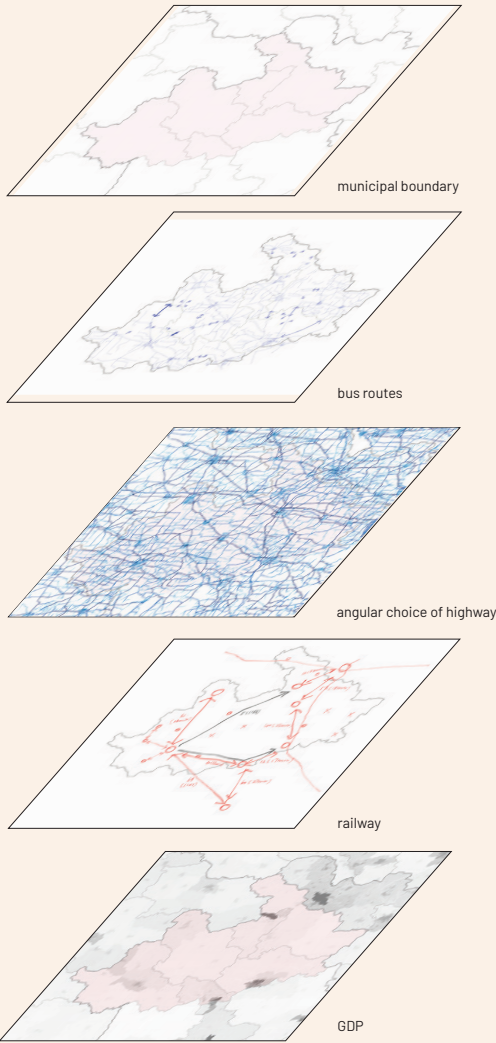 municipal boundary
bus routes
angular choice of highway
railway
GDP